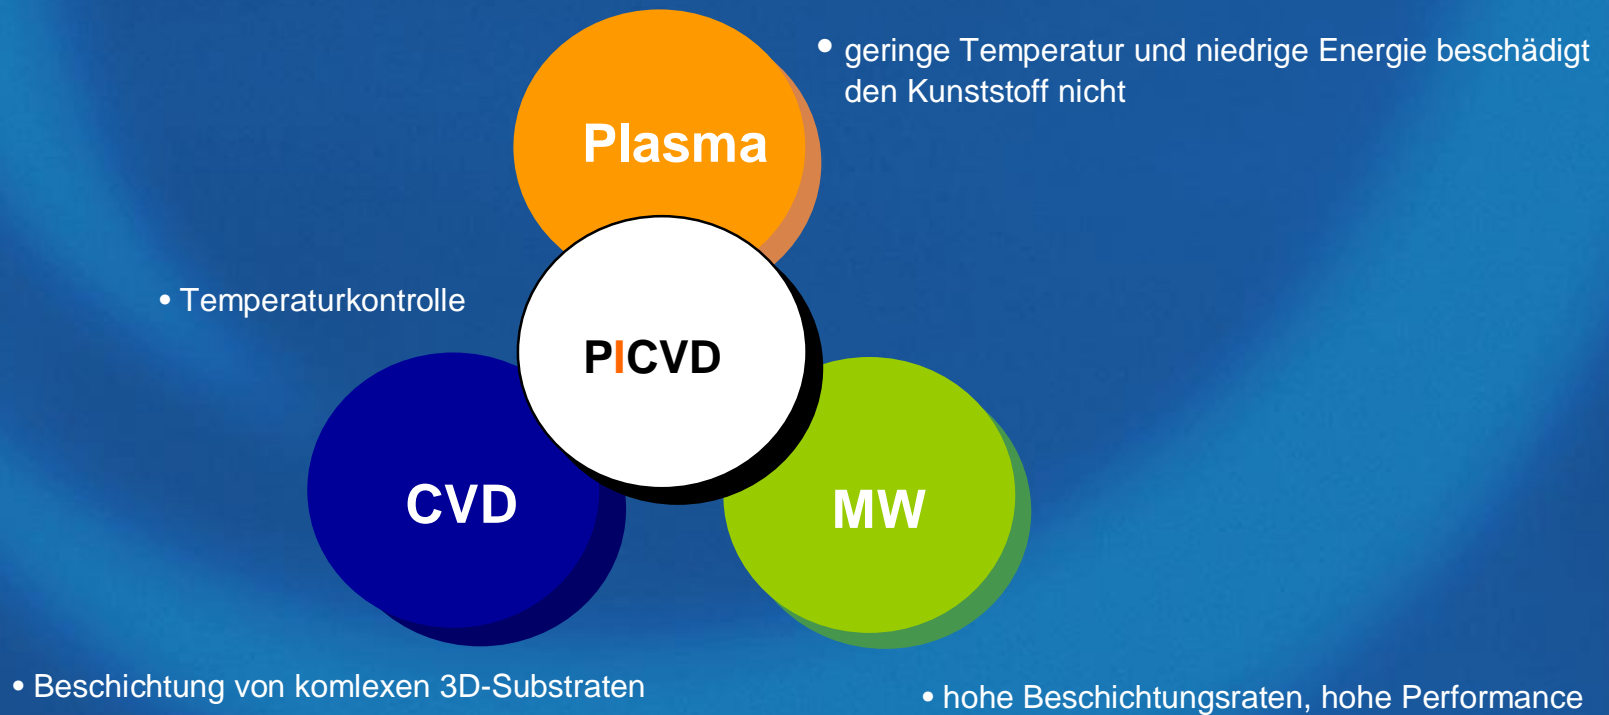 • geringe Temperatur und niedrige Energie beschädigt
den Kunststoff nicht
Plasma
• Temperaturkontrolle
PICVD
CVD
MW
• Beschichtung von komlexen 3D-Substraten
• hohe Beschichtungsraten, hohe Performance